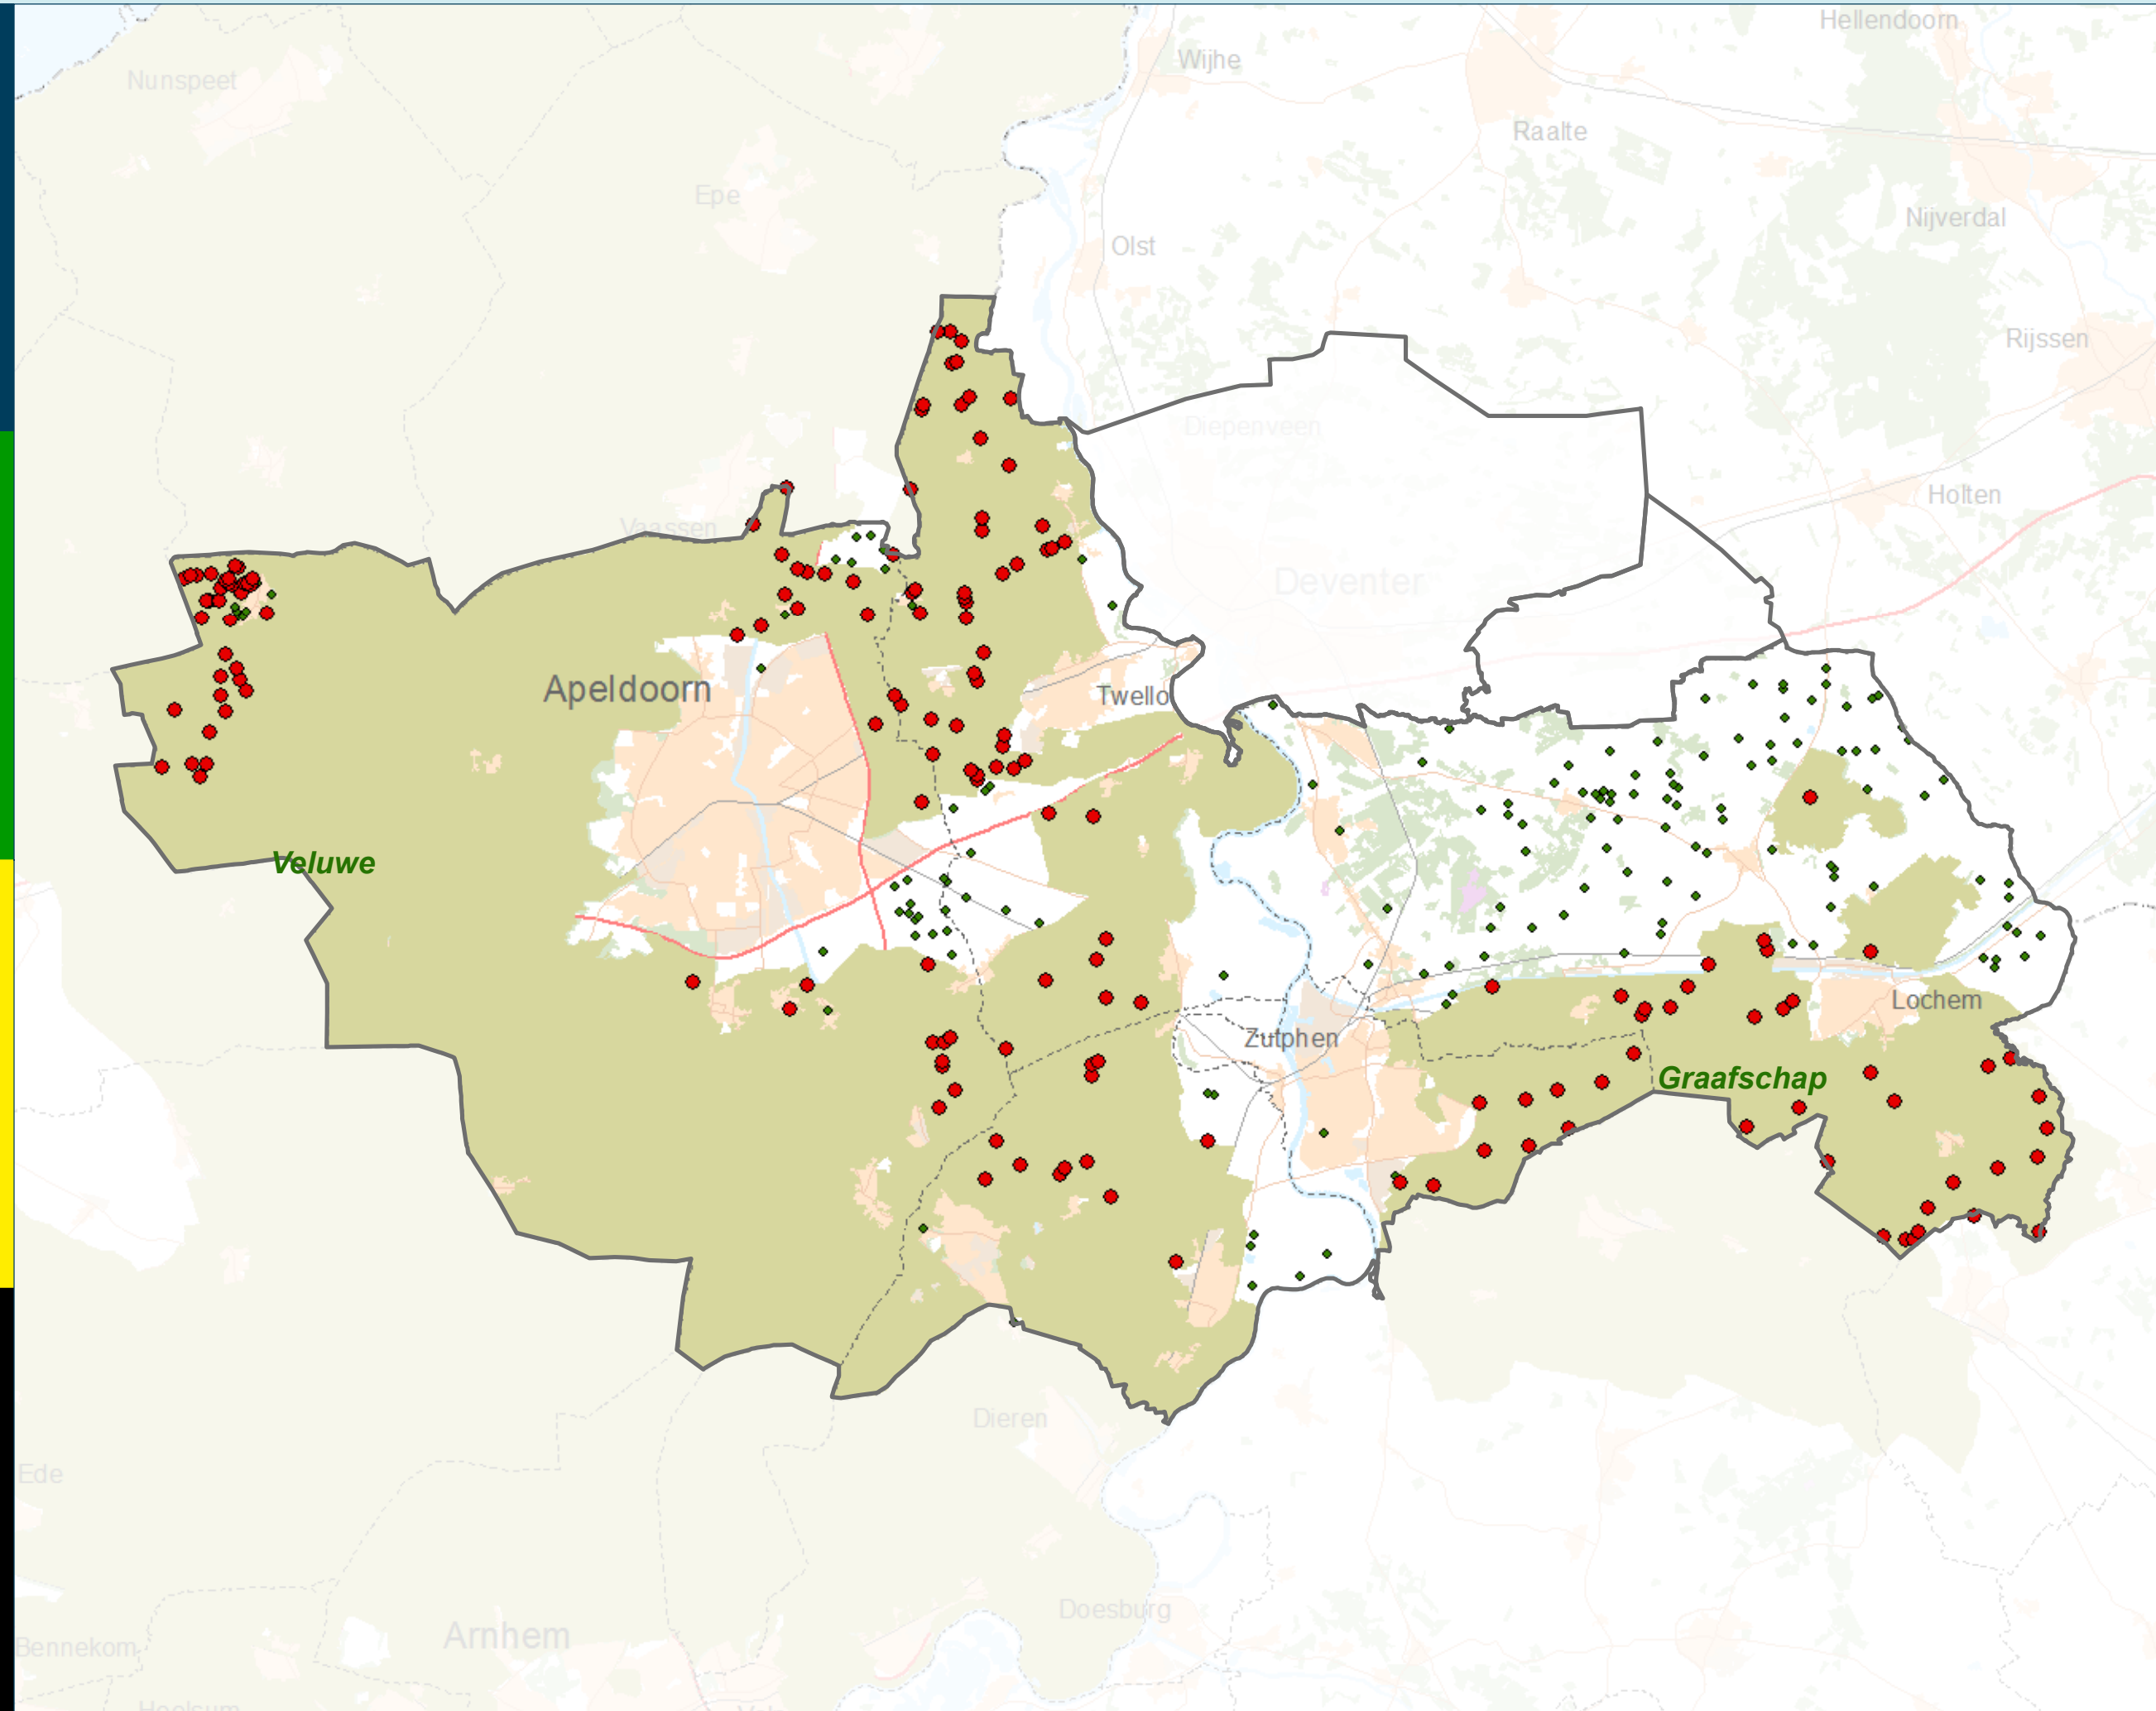 Hellendoorn
Wijhe
Nunspeet
Raalte
Epe
Nijverdal
Olst
Rijssen
Diepenveen
Holten
Vaassen
Deventer
Apeldoorn
Twello
Veluwe
Lochem
Zutphen
Graafschap
Dieren
Ede
Doesburg
Arnhem
Bennekom